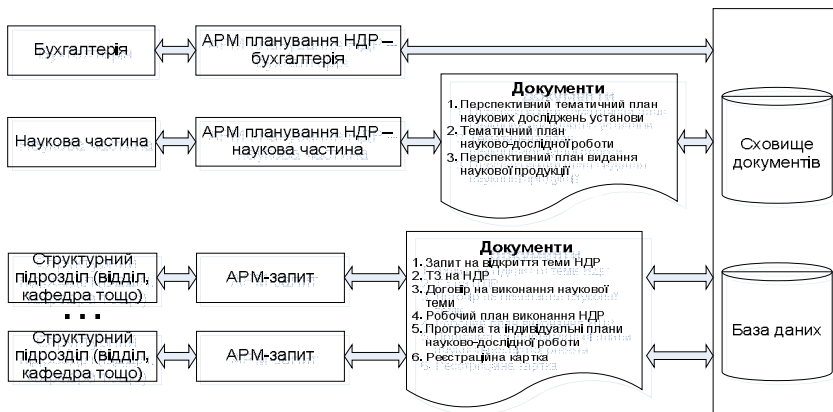 Бухгалтерія
АРМ планування НДР –
бухгалтерія
Наукова частина
АРМ планування НДР –
наукова частина
Документи
1. Перспективний тематичний план
наукових досліджень установи
2. Тематичний план
науково-дослідної роботи
3. Перспективний план видання
наукової продукції
Сховище
документів
Структурний
підрозділ (відділ,
кафедра тощо)
АРМ-запит
...
Структурний
підрозділ (відділ,
кафедра тощо)
АРМ-запит
Документи
1. Запит на відкриття теми НДР
2. ТЗ на НДР
3. Договір на виконання наукової
теми
4. Робочий план виконання НДР
5. Програма та індивідуальні плани
науково-дослідної роботи
6. Реєстраційна картка
База даних